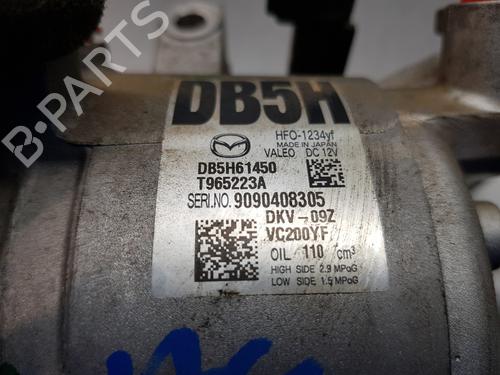 DB5H
HFO-1234yf
MADE IN JAPAN
VALEO DC 12V
DB5H61450
T965223A
SERI.NO. 9090408305
DKV-09Z
VC200YF
OIL 110 cm³
HIGH SIDE 2.9 MPaG
LOW SIDE 1.5 MPaG